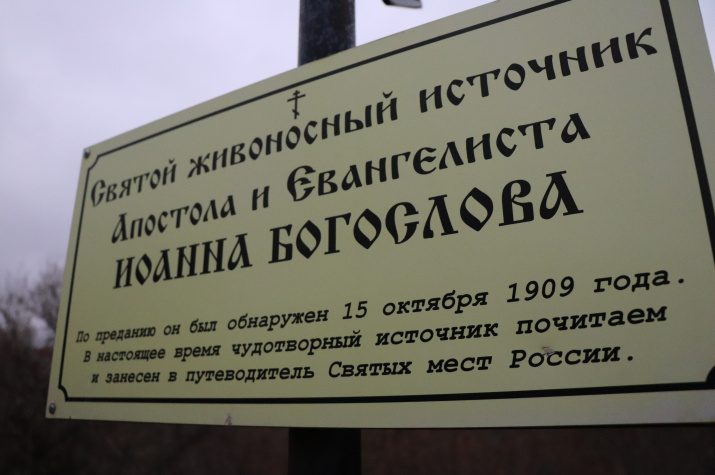 Святой живоносный источник
Апостола и Евангелиста
ИОАННА БОГОСЛОВА
По преданию он был обнаружен 15 октября 1909 года.
В настоящее время чудотворный источник почитаем
и занесен в путеводитель Святых мест России.